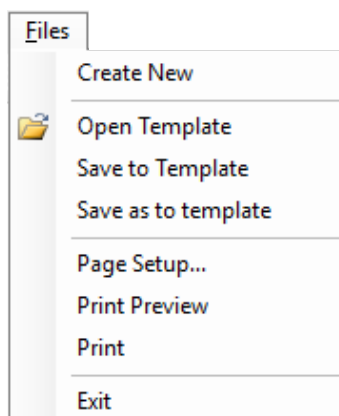 Files
Create New
Open Template
Save to Template
Save as to template
Page Setup...
Print Preview
Print
Exit